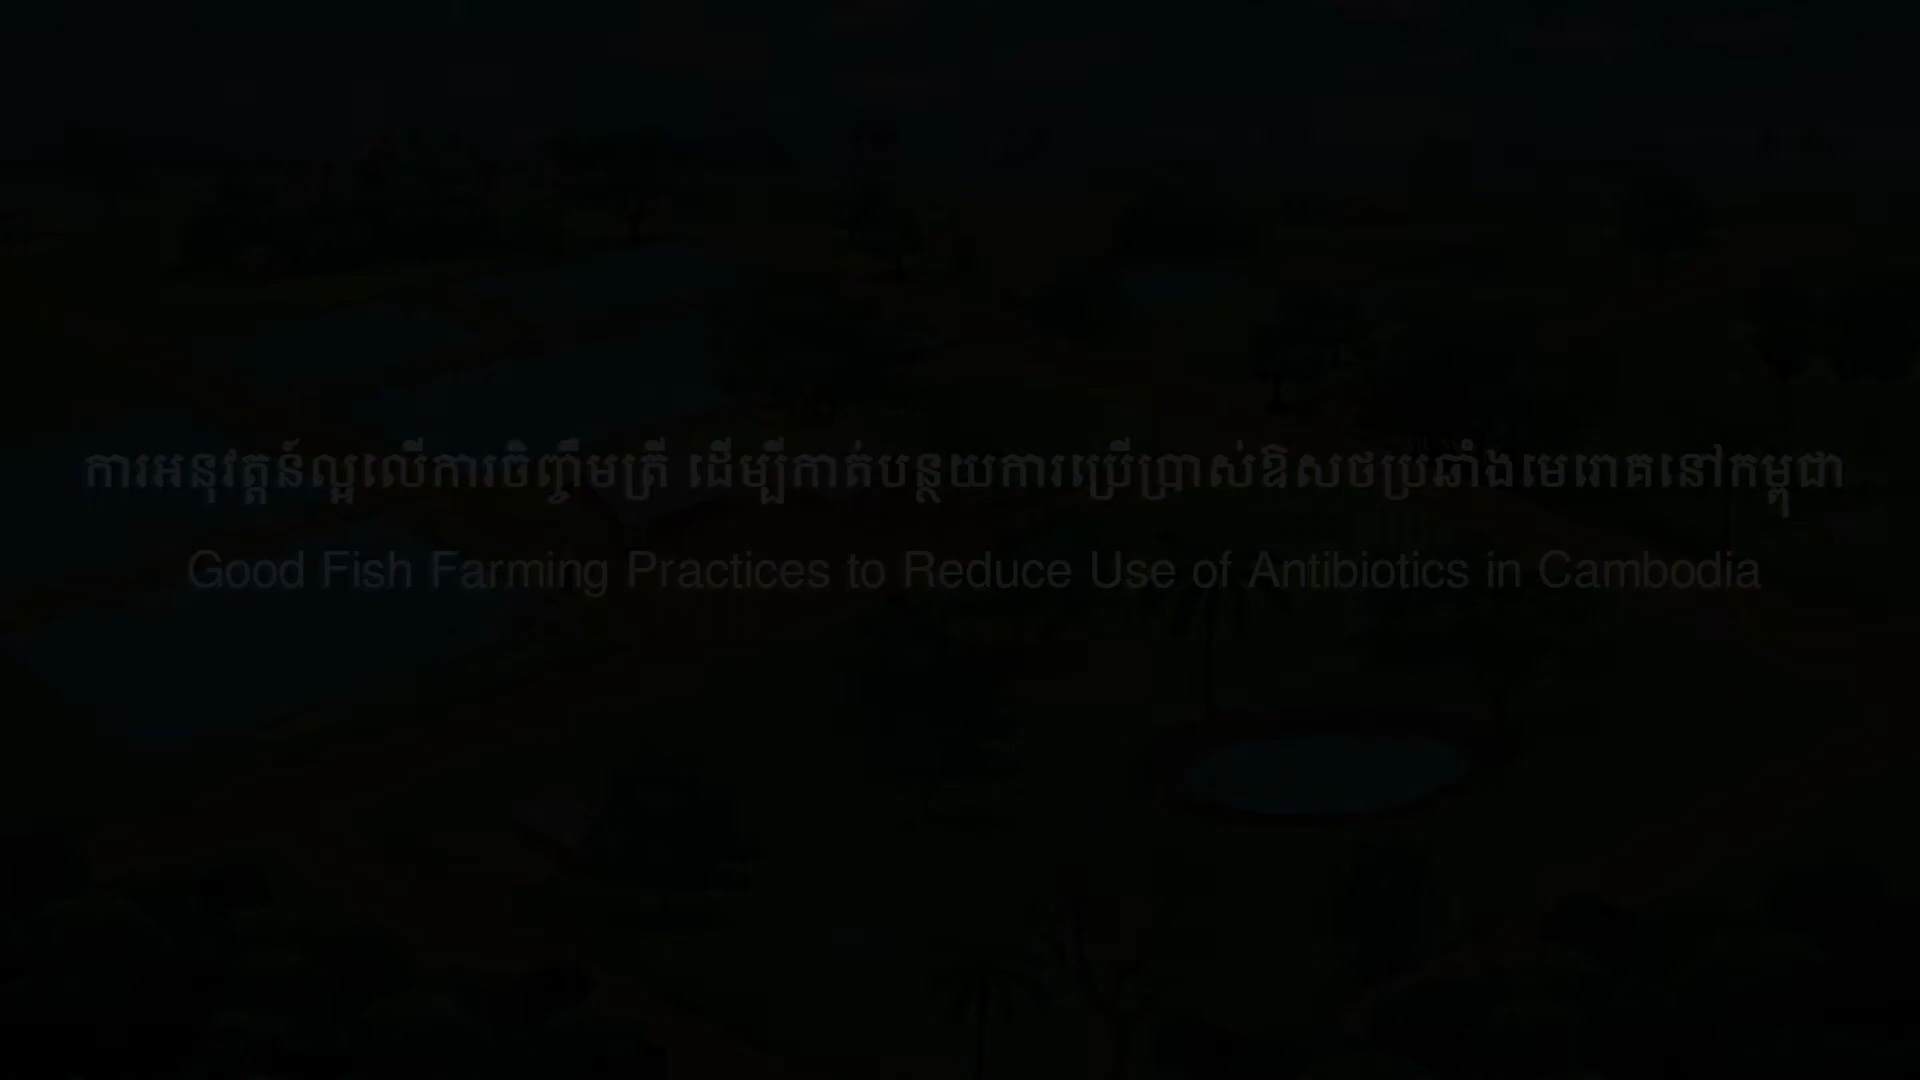 ការអនុវត្តន៍ល្អលើការចិញ្ចឹមត្រី ដើម្បីកាត់បន្ថយការប្រើប្រាស់ឱសថប្រឆាំងមេរោគនៅកម្ពុជា
Good Fish Farming Practices to Reduce Use of Antibiotics in Cambodia